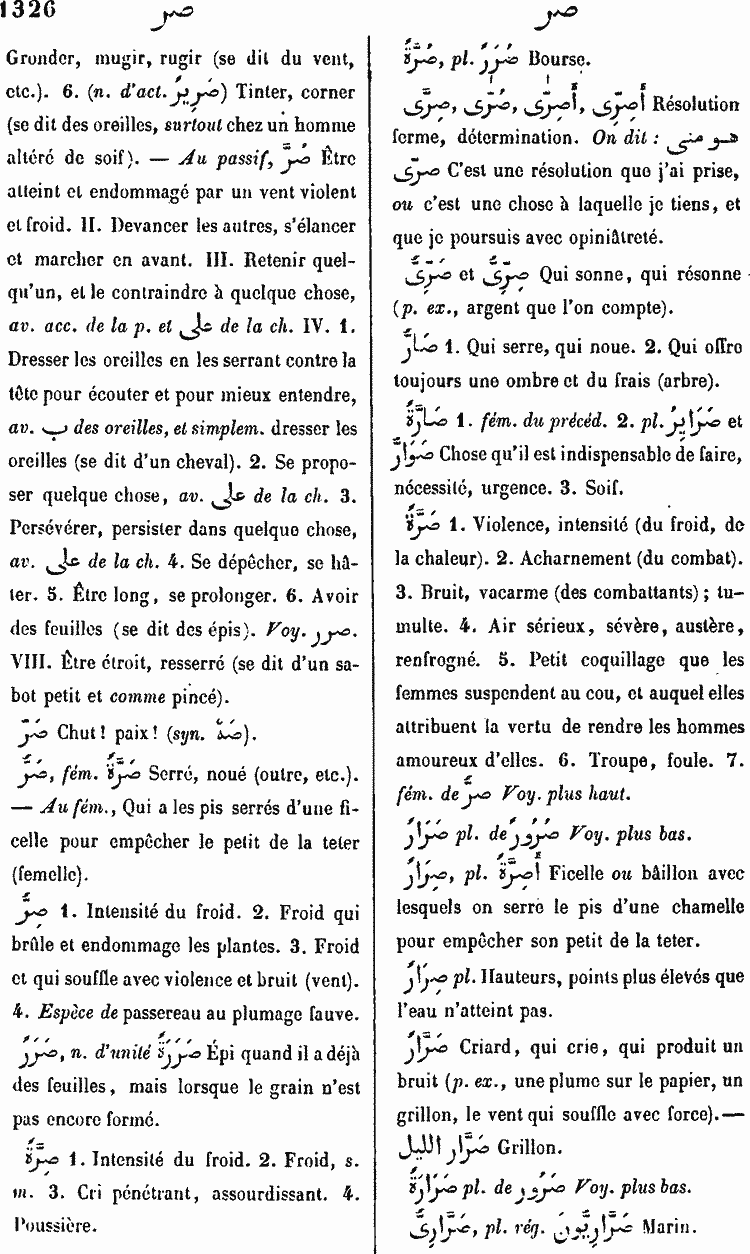 1326 صر صر
Gronder, mugir, rugir (se dit du vent,
etc.). 6. (n. d'act. صَرِيرٌ) Tinter, corner
(se dit des oreilles, surtout chez un homme
altéré de soif). — Au passif, صُرَّ Être
atteint et endommagé par un vent violent
et froid. II. Devancer les autres, s'élancer
et marcher en avant. III. Retenir quel-
qu'un, et le contraindre à quelque chose,
av. acc. de la p. et على de la ch. IV. 1.
Dresser les oreilles en les serrant contre la
tête pour écouter et pour mieux entendre,
av. ب des oreilles, et simplem. dresser les
oreilles (se dit d'un cheval). 2. Se propo-
ser quelque chose, av. على de la ch. 3.
Persévérer, persister dans quelque chose,
av. على de la ch. 4. Se dépêcher, se hâ-
ter. 5. Être long, se prolonger. 6. Avoir
des feuilles (se dit des épis). Voy. صرر.
VIII. Être étroit, resserré (se dit d'un sa-
bot petit et comme pincé).
صَرّ Chut! paix! (syn. صَهْ).
صَرٌّ, fém. صَرَّةٌ Serré, noué (outre, etc.).
— Au fém., Qui a les pis serrés d'une fi-
celle pour empêcher le petit de la teter
(femelle).
صِرٌّ 1. Intensité du froid. 2. Froid qui
brûle et endommage les plantes. 3. Froid
et qui souffle avec violence et bruit (vent).
4. Espèce de passereau au plumage fauve.
صَرَرٌ, n. d'unité صَرَرَةٌ Épi quand il a déjà
des feuilles, mais lorsque le grain n'est
pas encore formé.
صِرَّةٌ 1. Intensité du froid. 2. Froid, s.
m. 3. Cri pénétrant, assourdissant. 4.
Poussière.
صُرَّةٌ, pl. صُرَرٌ Bourse.
صِرَّى, صُرَّى, أَصِرَّى, أَصِرِّى Résolution
ferme, détermination. On dit : هو منى
صرّى C'est une résolution que j'ai prise,
ou c'est une chose à laquelle je tiens, et
que je poursuis avec opiniâtreté.
صُرِّىٌّ et صِرِّىٌّ Qui sonne, qui résonne
(p. ex., argent que l'on compte).
صَارٌّ 1. Qui serre, qui noue. 2. Qui offre
toujours une ombre et du frais (arbre).
صَارَّةٌ 1. fém. du précéd. 2. pl. صَرَايِرُ et
صَوَارُّ Chose qu'il est indispensable de faire,
nécessité, urgence. 3. Soif.
صَرَّةٌ 1. Violence, intensité (du froid, de
la chaleur). 2. Acharnement (du combat).
3. Bruit, vacarme (des combattants); tu-
multe. 4. Air sérieux, sévère, austère,
renfrogné. 5. Petit coquillage que les
femmes suspendent au cou, et auquel elles
attribuent la vertu de rendre les hommes
amoureux d'elles. 6. Troupe, foule. 7.
fém. de صَرٌّ Voy. plus haut.
صَرَارٌ pl. de صَرُورٌ Voy. plus bas.
صِرَارٌ, pl. أَصِرَّةٌ Ficelle ou bâillon avec
lesquels on serre le pis d'une chamelle
pour empêcher son petit de la teter.
صِرَارٌ pl. Hauteurs, points plus élevés que
l'eau n'atteint pas.
صَرَّارٌ Criard, qui crie, qui produit un
bruit (p. ex., une plume sur le papier, un
grillon, le vent qui souffle avec force).—
صَرَّار الليل Grillon.
صَرَارَةٌ pl. de صَرُور Voy. plus bas.
صَرَّارِىٌّ, pl. rég. صَرَّارِيُّونَ Marin.